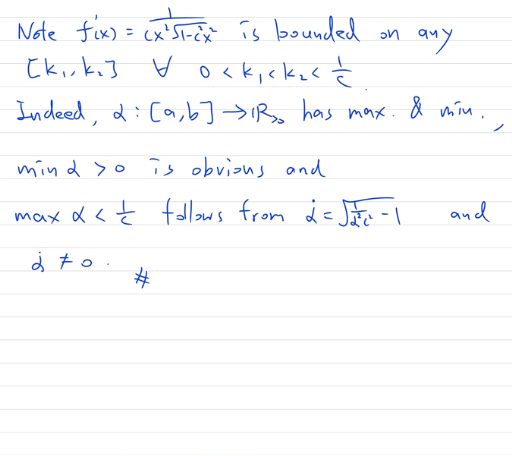 Note f'(x) = 1/(cx²√(1-c²x²)) is bounded on any
[k₁, k₂] ∀ 0 < k₁ < k₂ < 1/c.
Indeed, α : [a,b] → ℝ>0 has max. & min.,
min α > 0 is obvious and
max α < 1/c follows from α̇ = √(1/(α²c²) - 1) and
α̇ ≠ 0. #